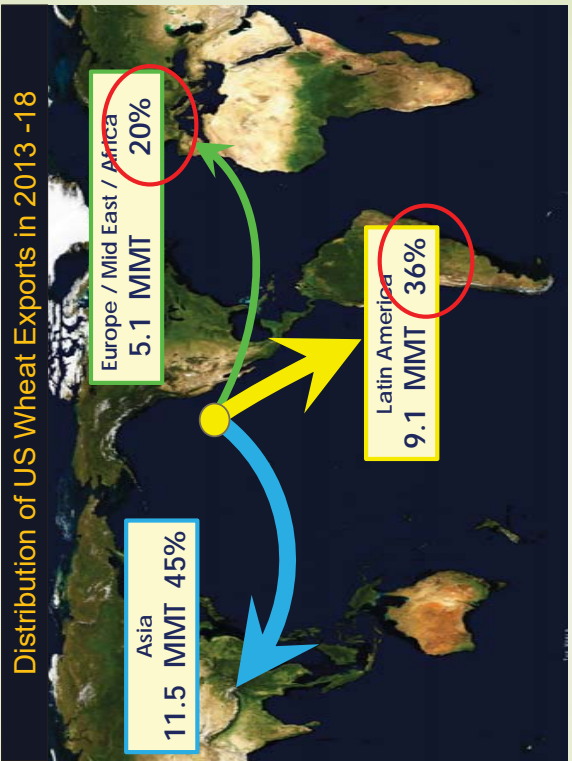 Distribution of US Wheat Exports in 2013 -18
Asia
11.5 MMT 45%
Europe / Mid East / Africa
5.1 MMT 20%
Latin America
9.1 MMT 36%